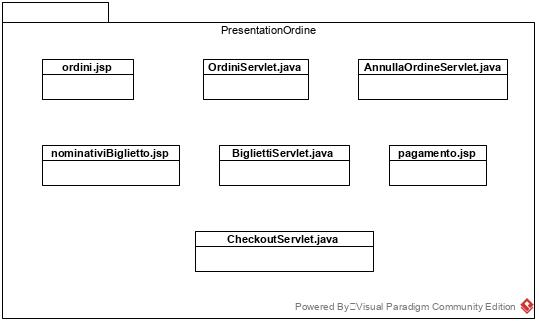 PresentationOrdine
ordini.jsp
OrdiniServlet.java
AnnullaOrdineServlet.java
nominativiBiglietto.jsp
BigliettiServlet.java
pagamento.jsp
CheckoutServlet.java
Powered By Visual Paradigm Community Edition